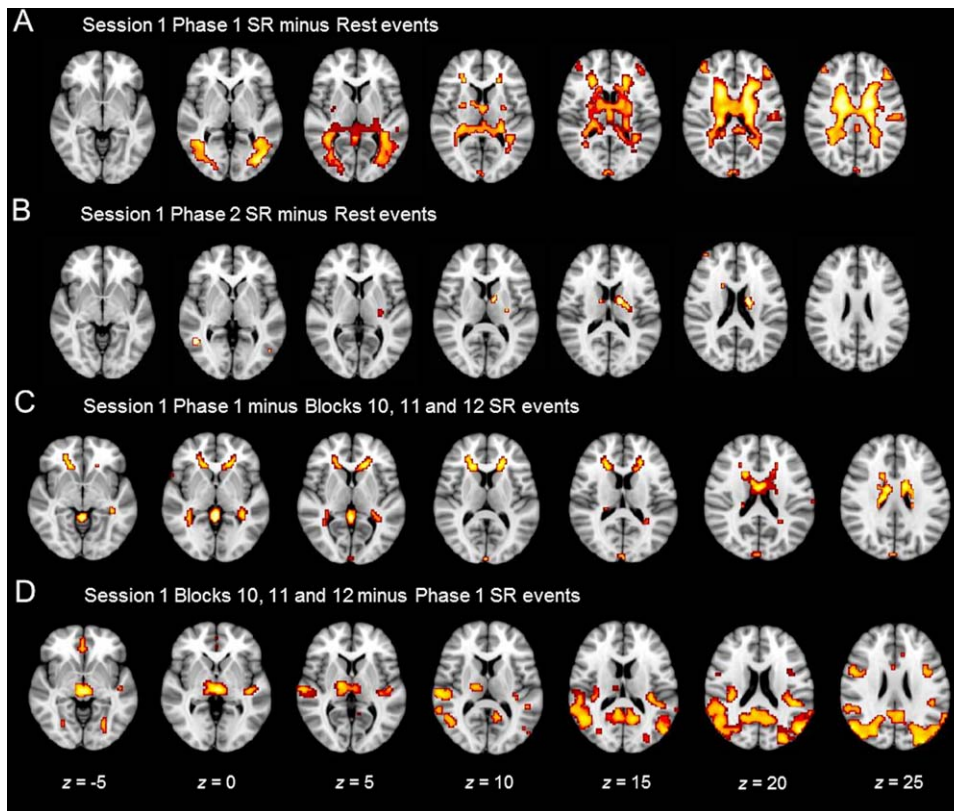 A Session 1 Phase 1 SR minus Rest events
B Session 1 Phase 2 SR minus Rest events
C Session 1 Phase 1 minus Blocks 10, 11 and 12 SR events
D Session 1 Blocks 10, 11 and 12 minus Phase 1 SR events
z = -5 z = 0 z = 5 z = 10 z = 15 z = 20 z = 25